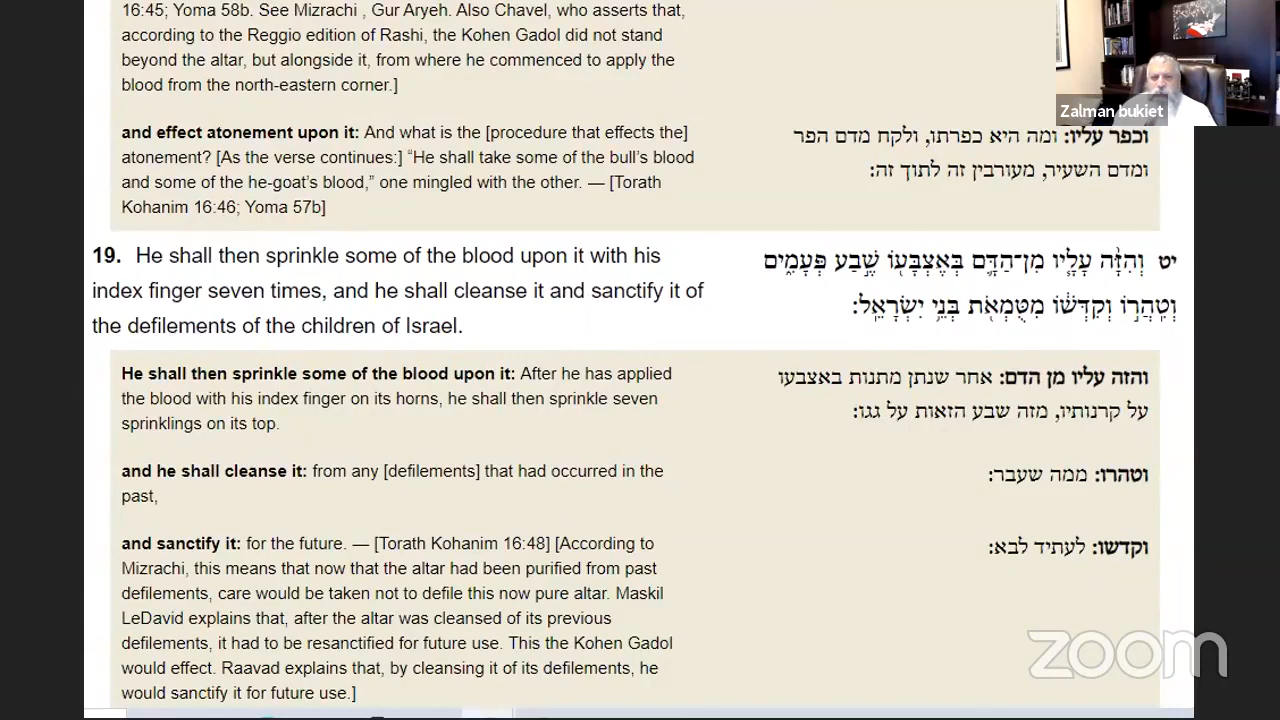 16:45; Yoma 58b. See Mizrachi , Gur Aryeh. Also Chavel, who asserts that,
according to the Reggio edition of Rashi, the Kohen Gadol did not stand
beyond the altar, but alongside it, from where he commenced to apply the
blood from the north-eastern corner.]
Zalman bukiet
and effect atonement upon it: And what is the [procedure that effects the]
atonement? [As the verse continues:] “He shall take some of the bull’s blood
and some of the he-goat’s blood,” one mingled with the other. — [Torath
Kohanim 16:46; Yoma 57b]
וכפר עליו: ומה היא כפרתו, ולקח מדם הפר
ומדם השעיר, מעורבין זה לתוך זה:
19. He shall then sprinkle some of the blood upon it with his
index finger seven times, and he shall cleanse it and sanctify it of
the defilements of the children of Israel.
יט וְהִזָּ֨ה עָלָ֧יו מִן־הַדָּ֛ם בְּאֶצְבָּע֖וֹ שֶׁ֣בַע פְּעָמִ֑ים
וְטִֽהֲר֣וֹ וְקִדְּשׁ֔וֹ מִטֻּמְאֹ֖ת בְּנֵ֥י יִשְׂרָאֵֽל:
He shall then sprinkle some of the blood upon it: After he has applied
the blood with his index finger on its horns, he shall then sprinkle seven
sprinklings on its top.
והזה עליו מן הדם: אחר שנתן מתנות באצבעו
על קרנותיו, מזה שבע הזאות על גגו:
and he shall cleanse it: from any [defilements] that had occurred in the
past,
וטהרו: ממה שעבר:
and sanctify it: for the future. — [Torath Kohanim 16:48] [According to
Mizrachi, this means that now that the altar had been purified from past
defilements, care would be taken not to defile this now pure altar. Maskil
LeDavid explains that, after the altar was cleansed of its previous
defilements, it had to be resanctified for future use. This the Kohen Gadol
would effect. Raavad explains that, by cleansing it of its defilements, he
would sanctify it for future use.]
וקדשו: לעתיד לבא:
zoom